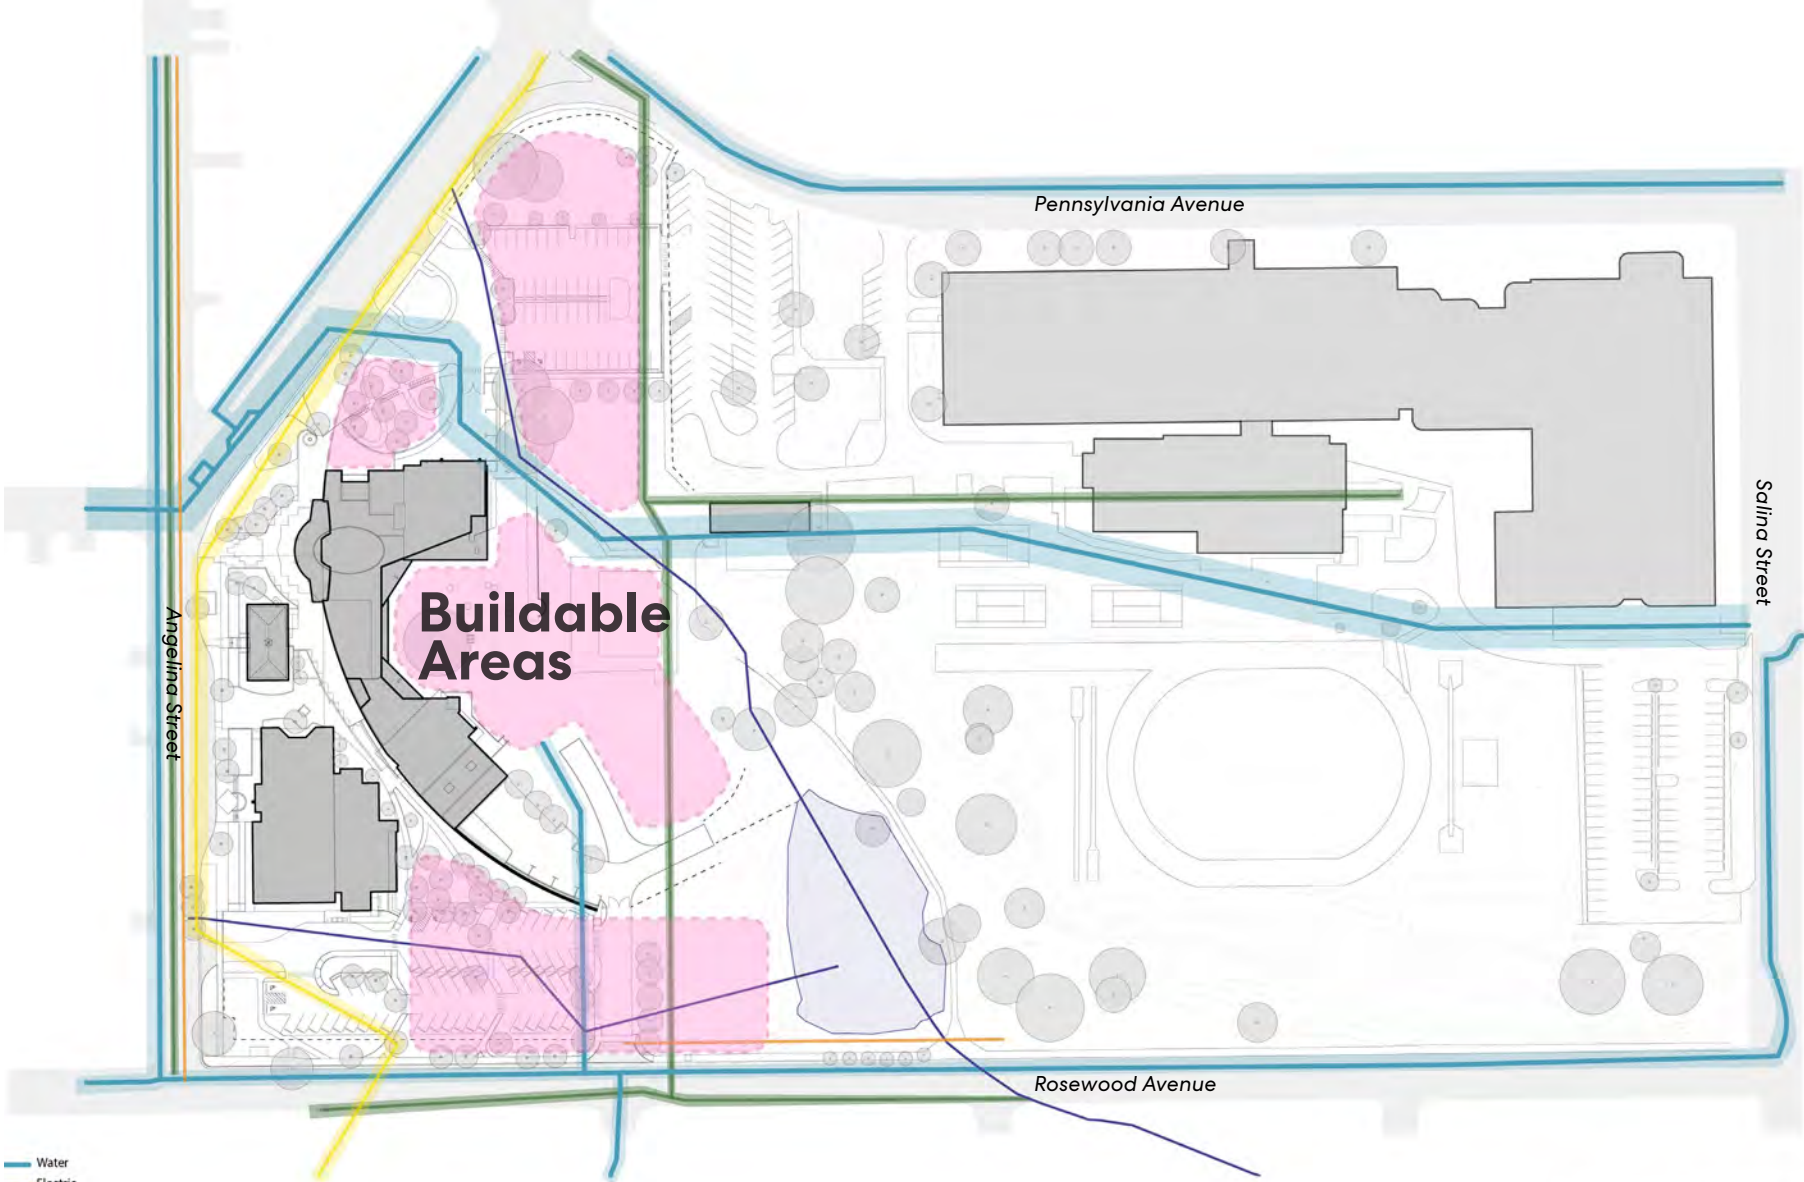 Pennsylvania Avenue
Salina Street
Buildable
Areas
Angelina Street
Rosewood Avenue
Water